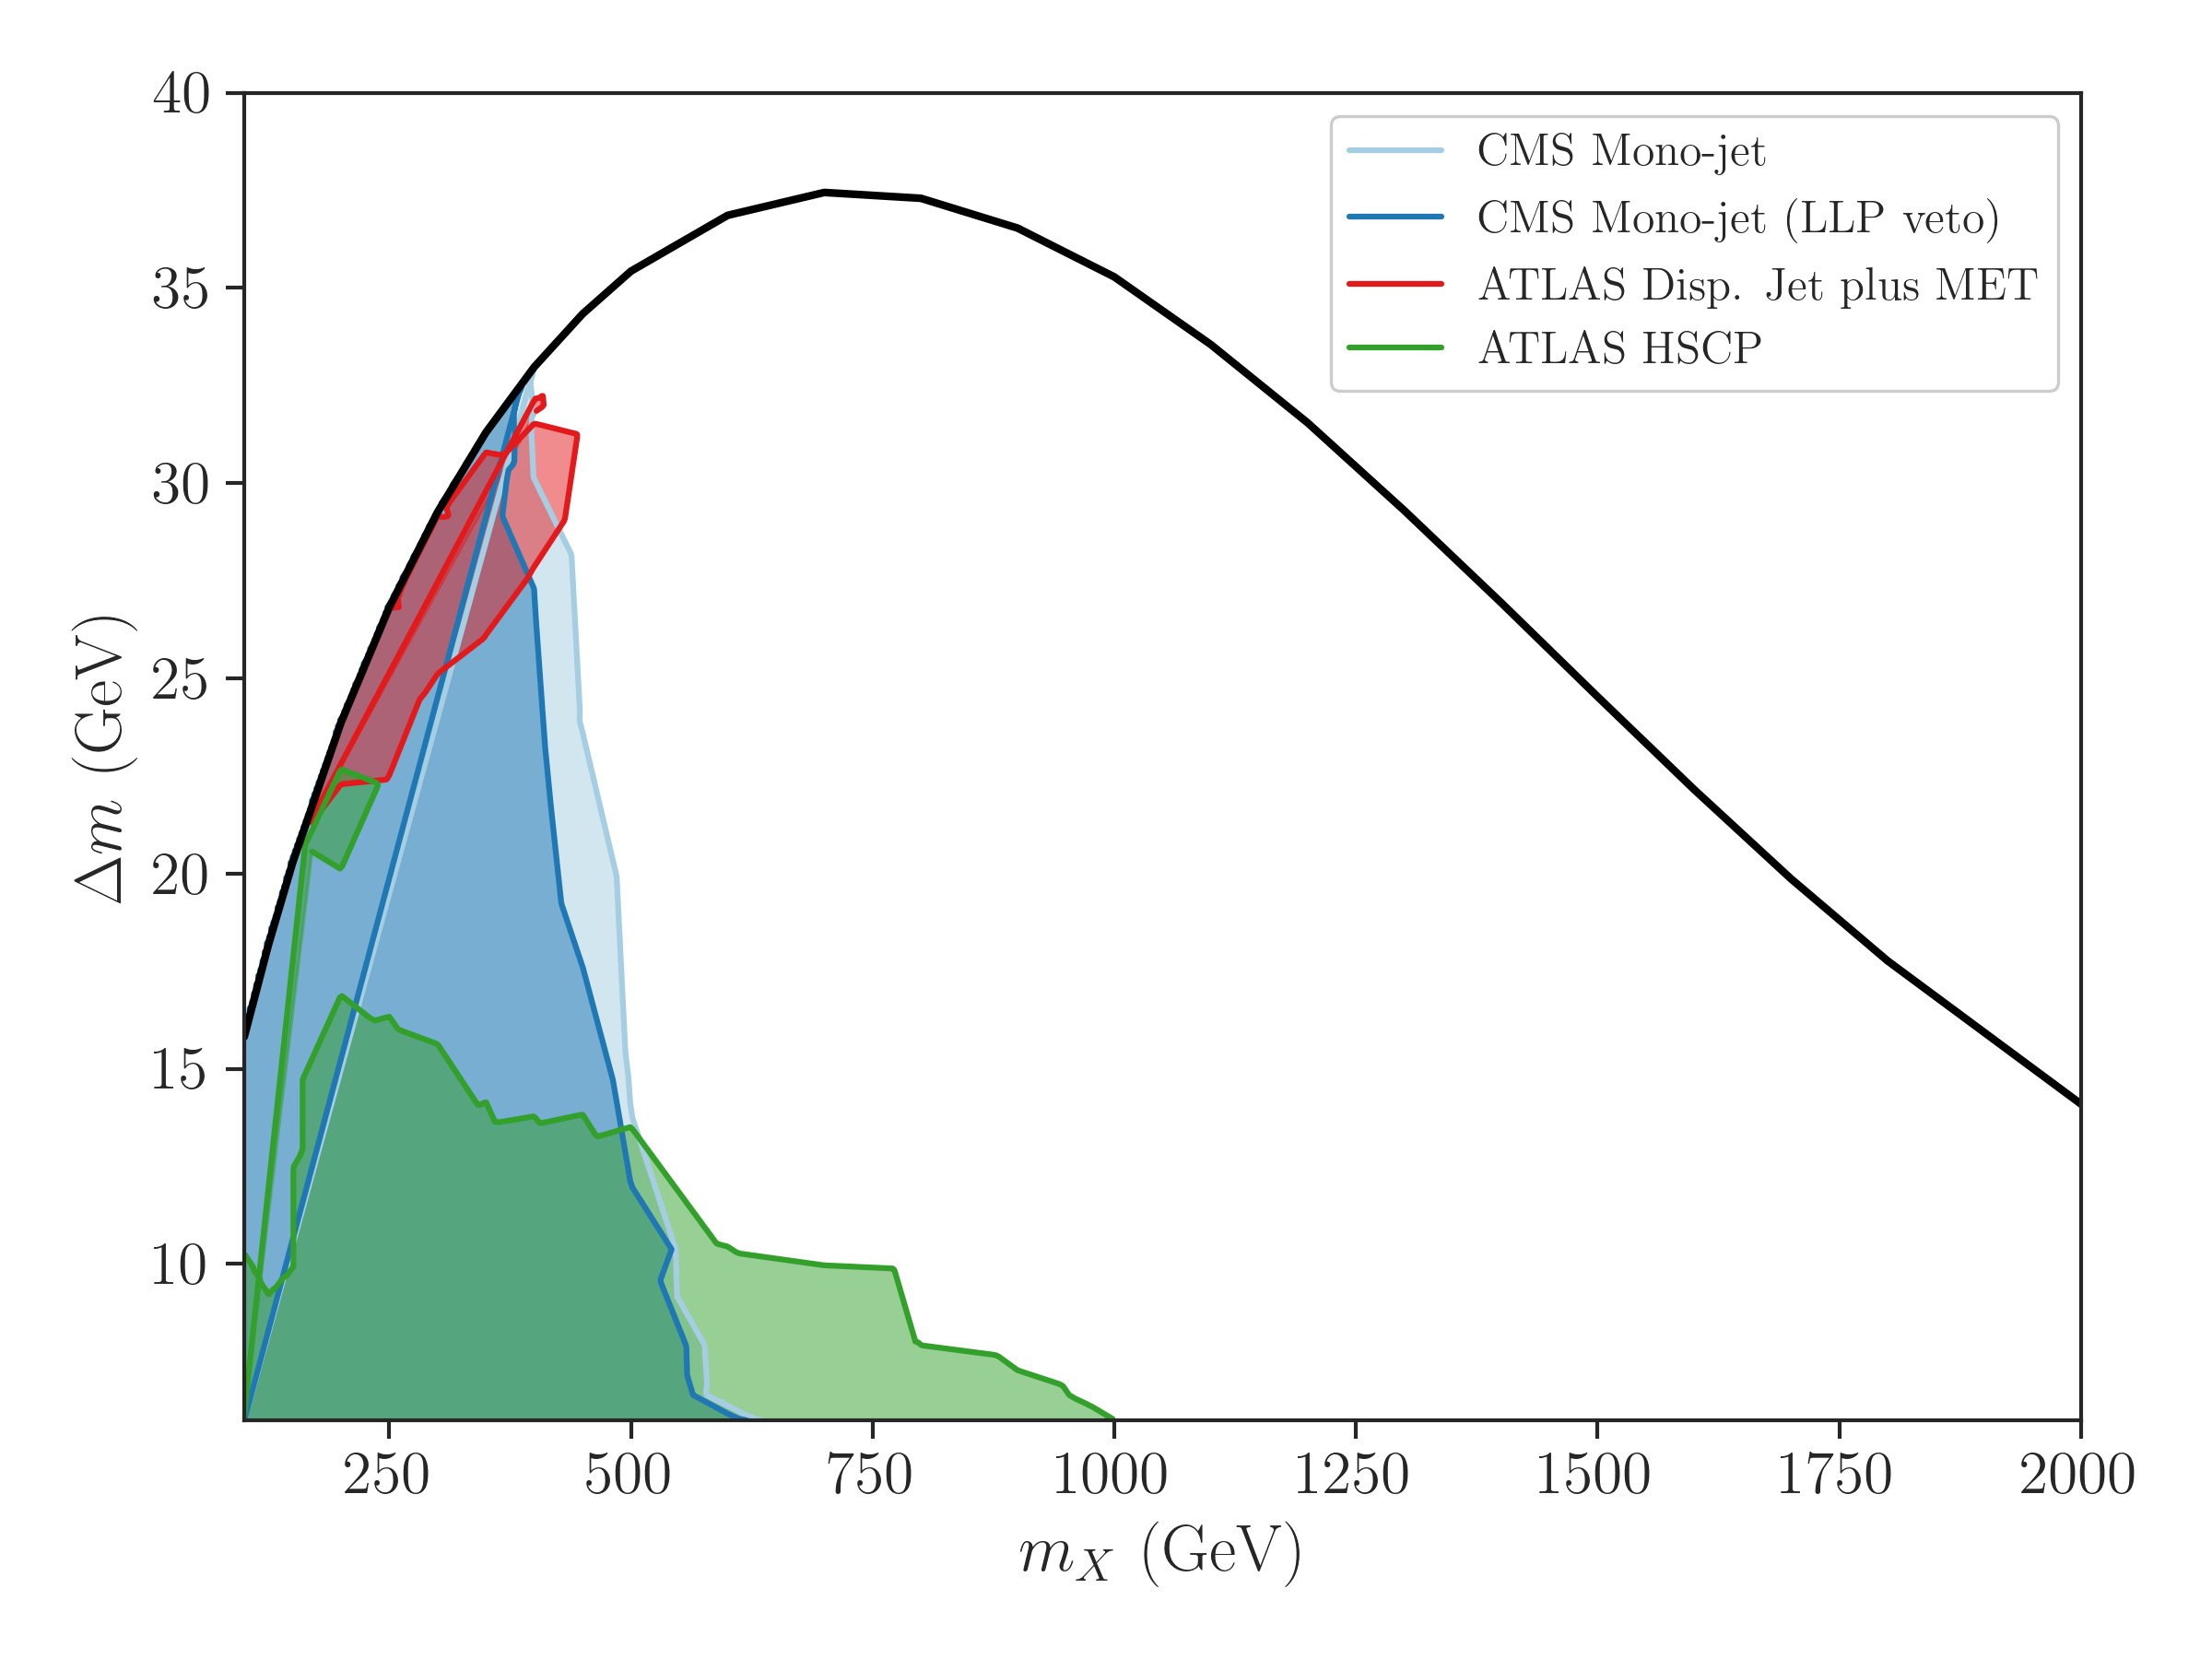 40
35
30
25
20
15
10
Δm (GeV)
CMS Mono-jet
CMS Mono-jet (LLP veto)
ATLAS Disp. Jet plus MET
ATLAS HSCP
250 500 750 1000 1250 1500 1750 2000
m_X (GeV)